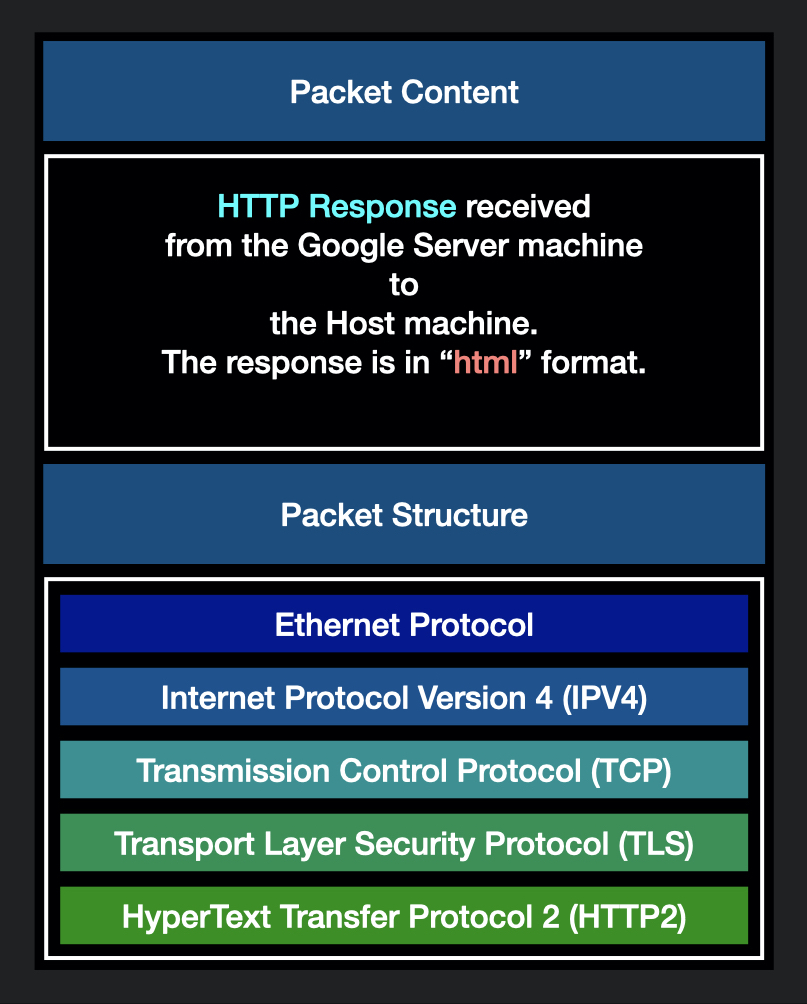 Packet Content
HTTP Response received
from the Google Server machine
to
the Host machine.
The response is in “html” format.
Packet Structure
Ethernet Protocol
Internet Protocol Version 4 (IPV4)
Transmission Control Protocol (TCP)
Transport Layer Security Protocol (TLS)
HyperText Transfer Protocol 2 (HTTP2)